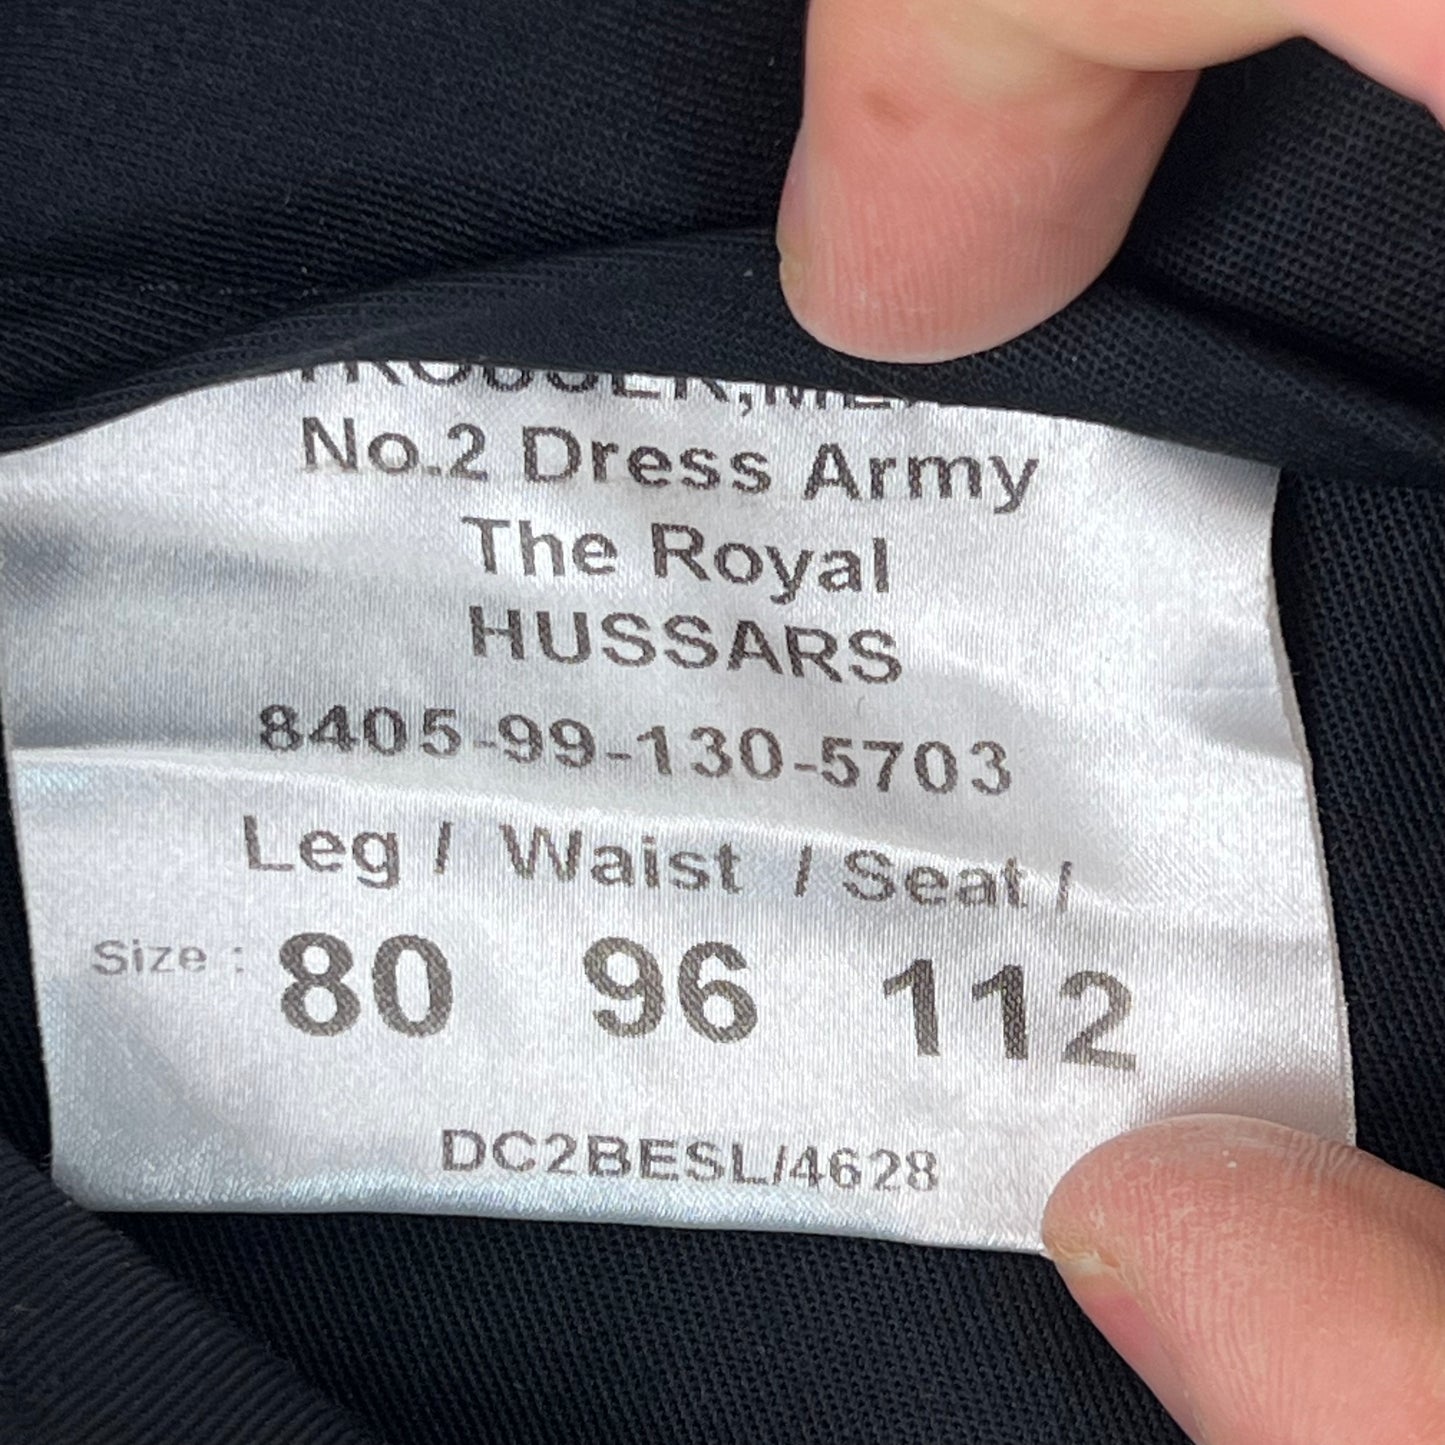 TROUSER, 
No.2 Dress Army
The Royal
HUSSARS
8405-99-130-5703
Leg / Waist / Seat /
Size : 80 96 112
DC2BESL/4628